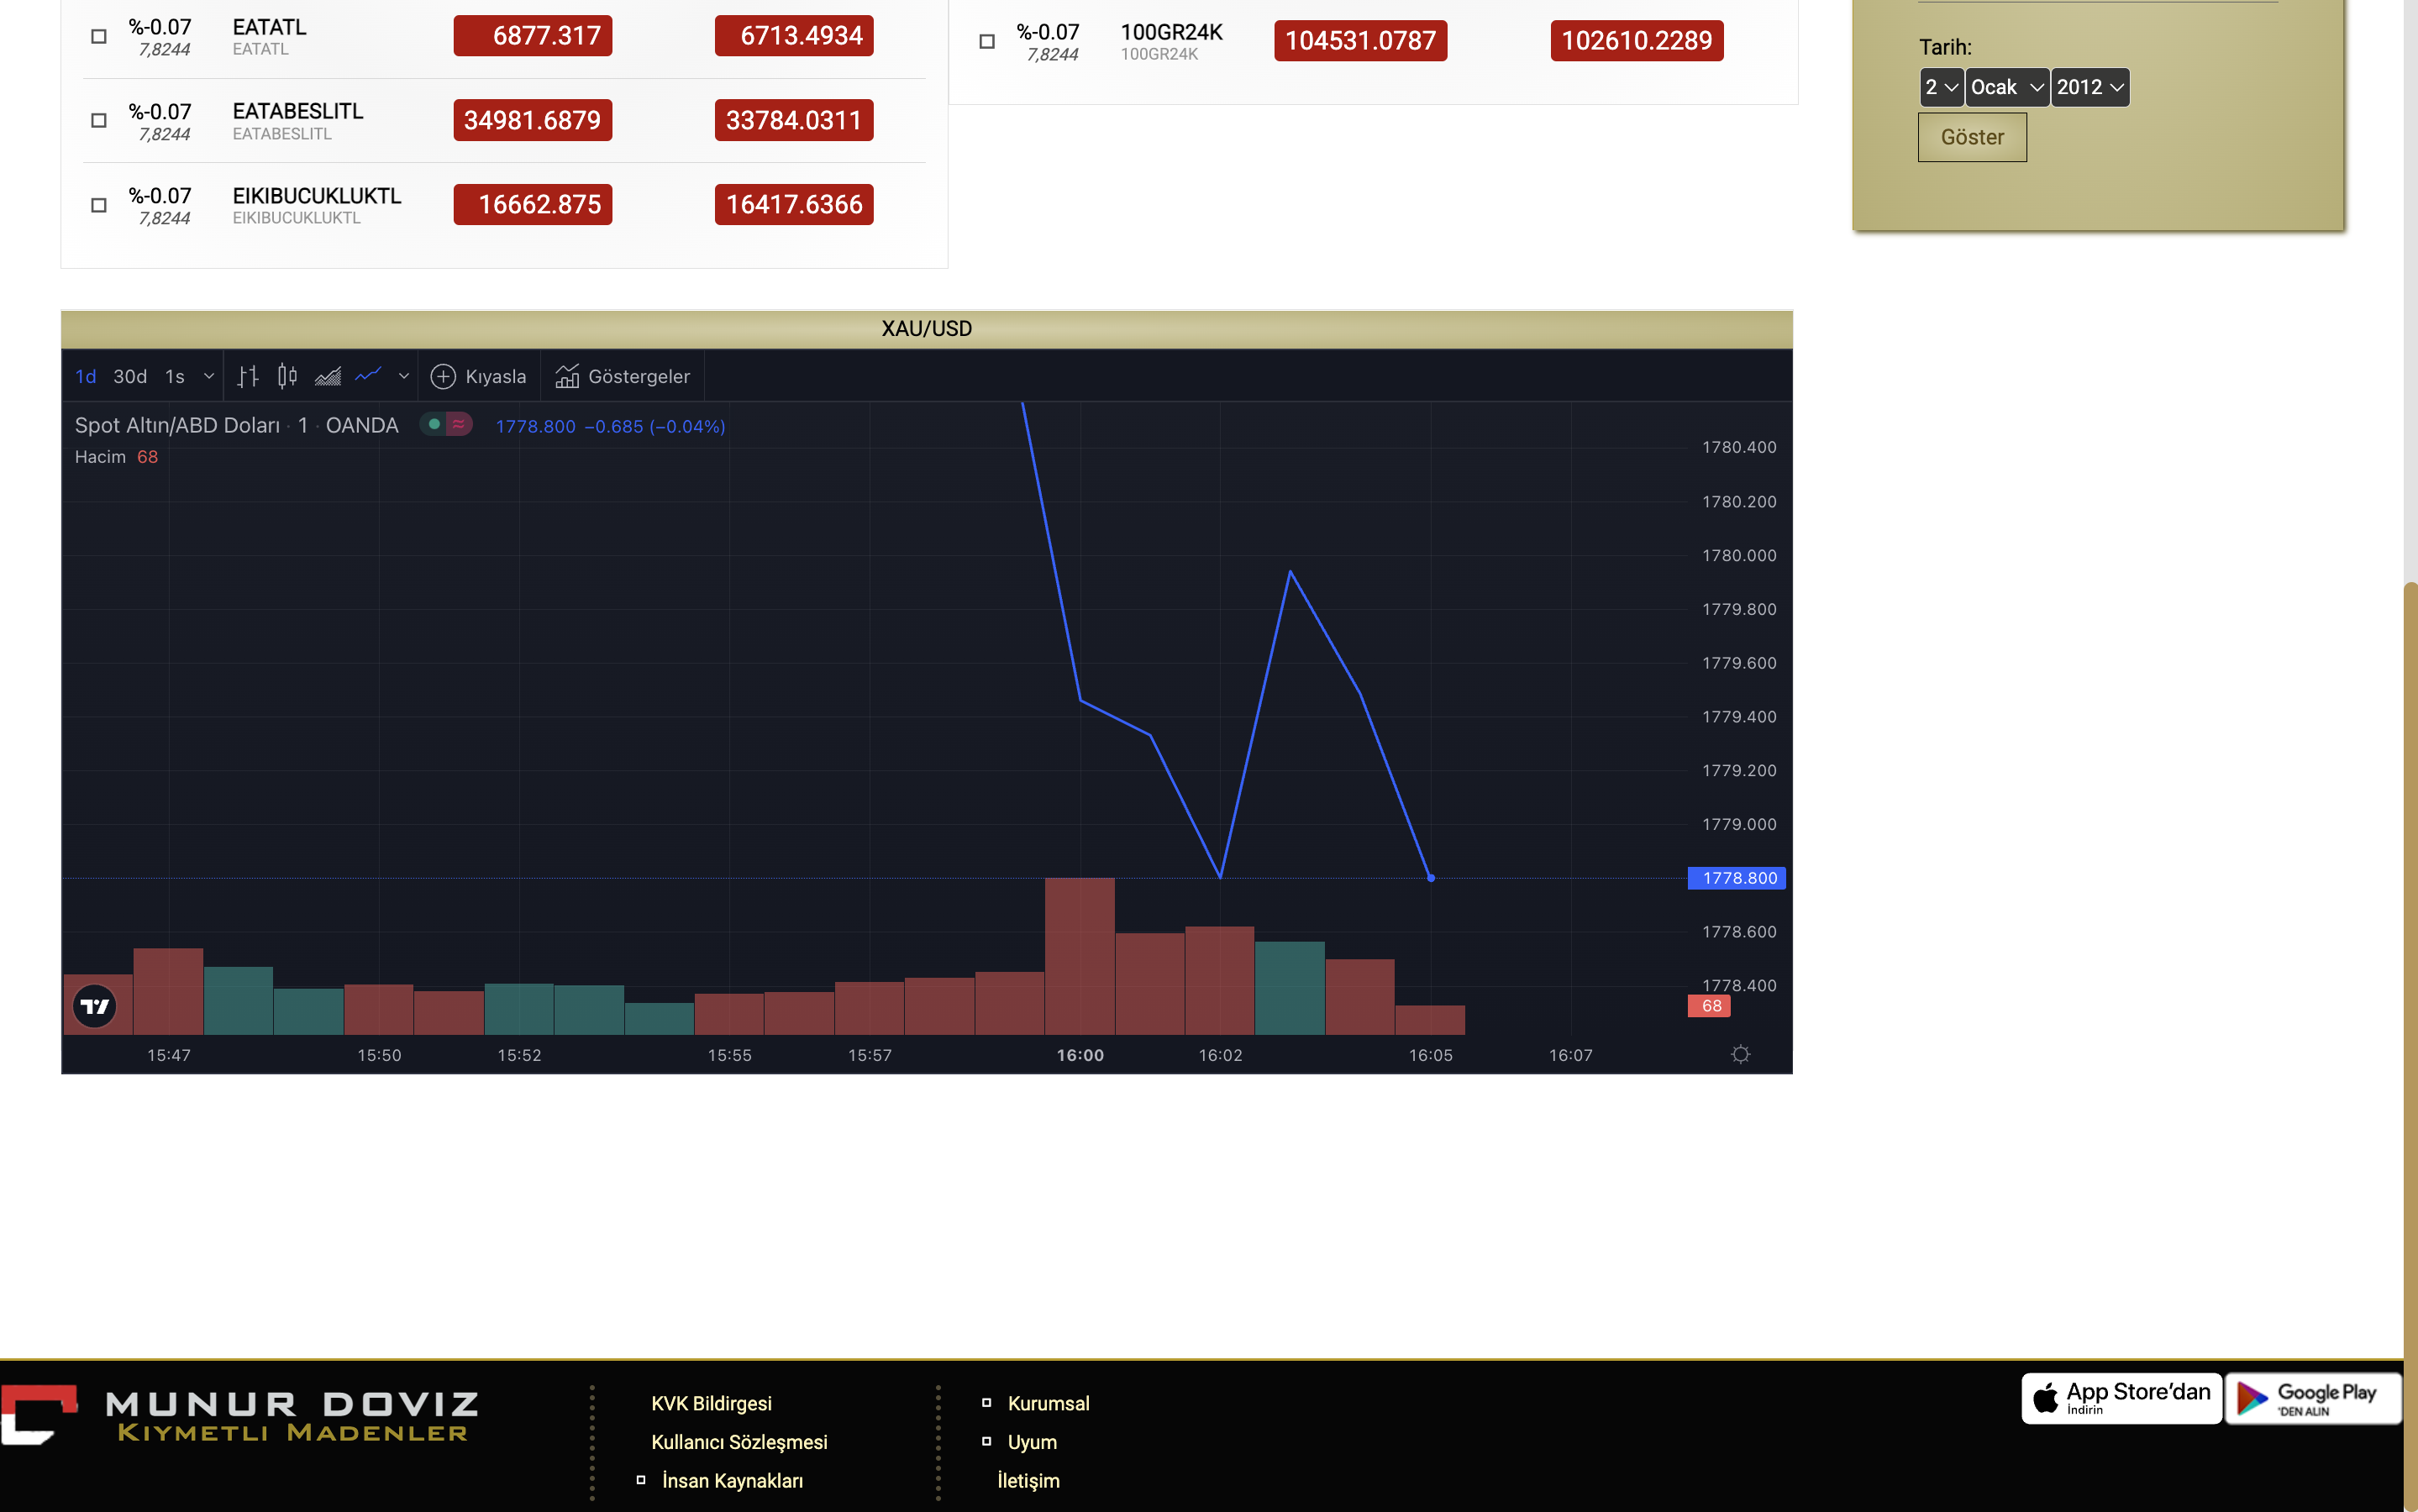 %-0.07 EATATL 6877.317 6713.4934
7,8244 EATATL
%-0.07 EATABESLITL 34981.6879 33784.0311
7,8244 EATABESLITL
%-0.07 EIKIBUCUKLUKTL 16662.875 16417.6366
7,8244 EIKIBUCUKLUKTL
%-0.07 100GR24K 104531.0787 102610.2289
7,8244 100GR24K
Tarih:
2 Ocak 2012
Göster
XAU/USD
1d 30d 1s Kıyasla Göstergeler
Spot Altın/ABD Doları · 1 · OANDA 1778.800 −0.685 (−0.04%)
Hacim 68
1780.400
1780.200
1780.000
1779.800
1779.600
1779.400
1779.200
1779.000
1778.800
1778.600
1778.400
68
15:47 15:50 15:52 15:55 15:57 16:00 16:02 16:05 16:07
MUNUR DOVIZ
KIYMETLI MADENLER
KVK Bildirgesi
Kullanıcı Sözleşmesi
İnsan Kaynakları
Kurumsal
Uyum
İletişim
App Store’dan
İndirin
Google Play
'DEN ALIN